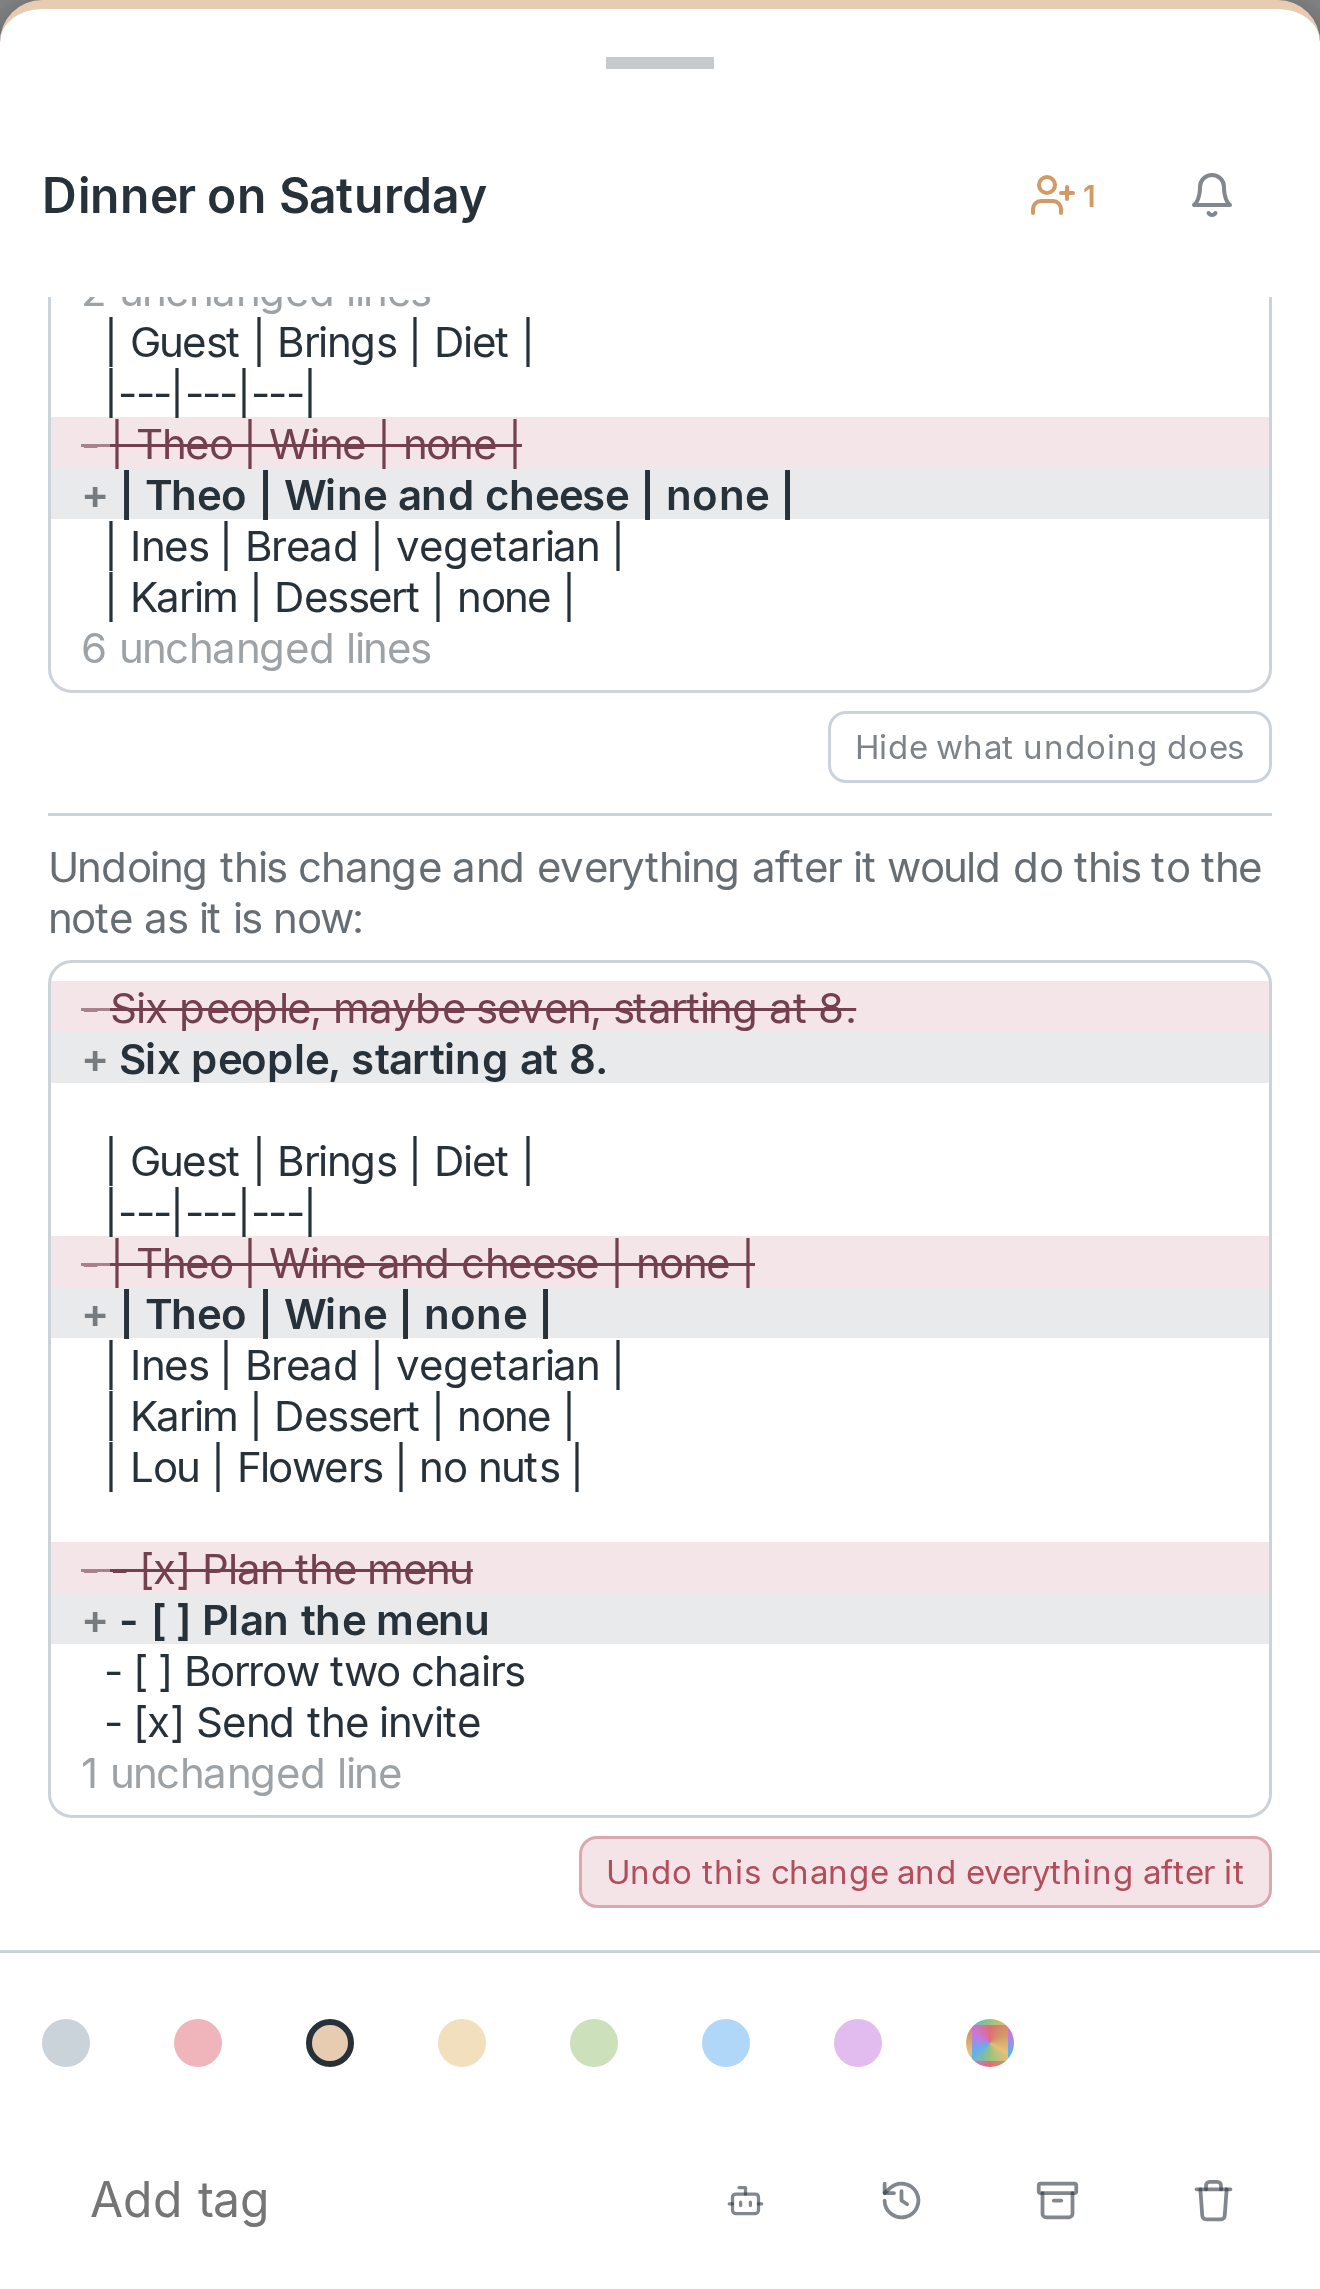 Dinner on Saturday
1
2 unchanged lines
| Guest | Brings | Diet |
|---|---|---|
- | Theo | Wine | none |
+ | Theo | Wine and cheese | none |
| Ines | Bread | vegetarian |
| Karim | Dessert | none |
6 unchanged lines
Hide what undoing does
Undoing this change and everything after it would do this to the
note as it is now:
- Six people, maybe seven, starting at 8.
+ Six people, starting at 8.
| Guest | Brings | Diet |
|---|---|---|
- | Theo | Wine and cheese | none |
+ | Theo | Wine | none |
| Ines | Bread | vegetarian |
| Karim | Dessert | none |
| Lou | Flowers | no nuts |
- - [x] Plan the menu
+ - [ ] Plan the menu
- [ ] Borrow two chairs
- [x] Send the invite
1 unchanged line
Undo this change and everything after it
Add tag